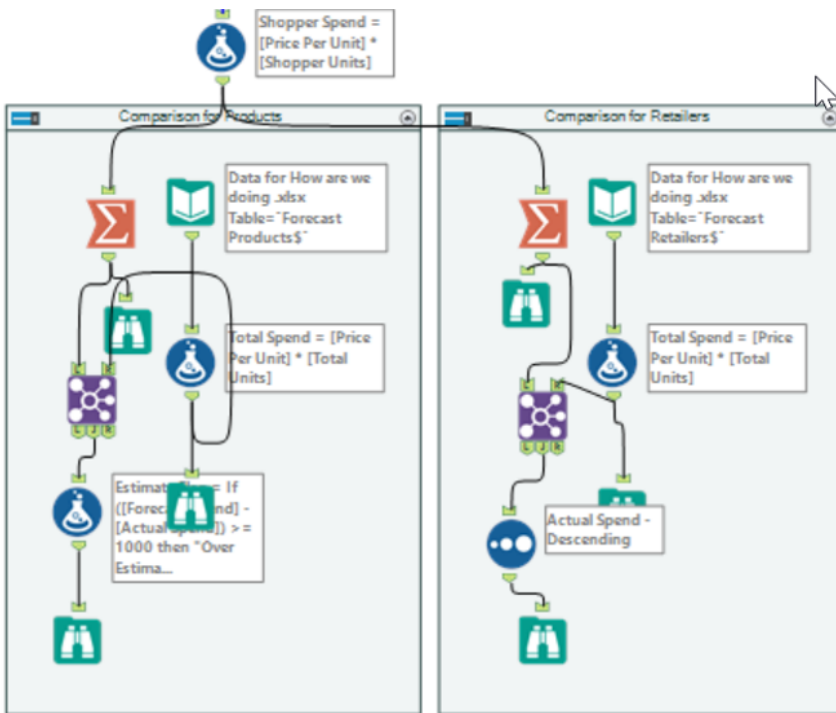 Shopper Spend =
[Price Per Unit] *
[Shopper Units]
Comparison for Products
Data for How are we
doing .xlsx
Table=`Forecast
Products$`
Total Spend = [Price
Per Unit] * [Total
Units]
L
R
L
J
R
= If
-
>=
1000 then "Over
Estima...
Comparison for Retailers
Data for How are we
doing .xlsx
Table=`Forecast
Retailers$`
Total Spend = [Price
Per Unit] * [Total
Units]
L
R
L
J
R
Actual Spend -
Descending